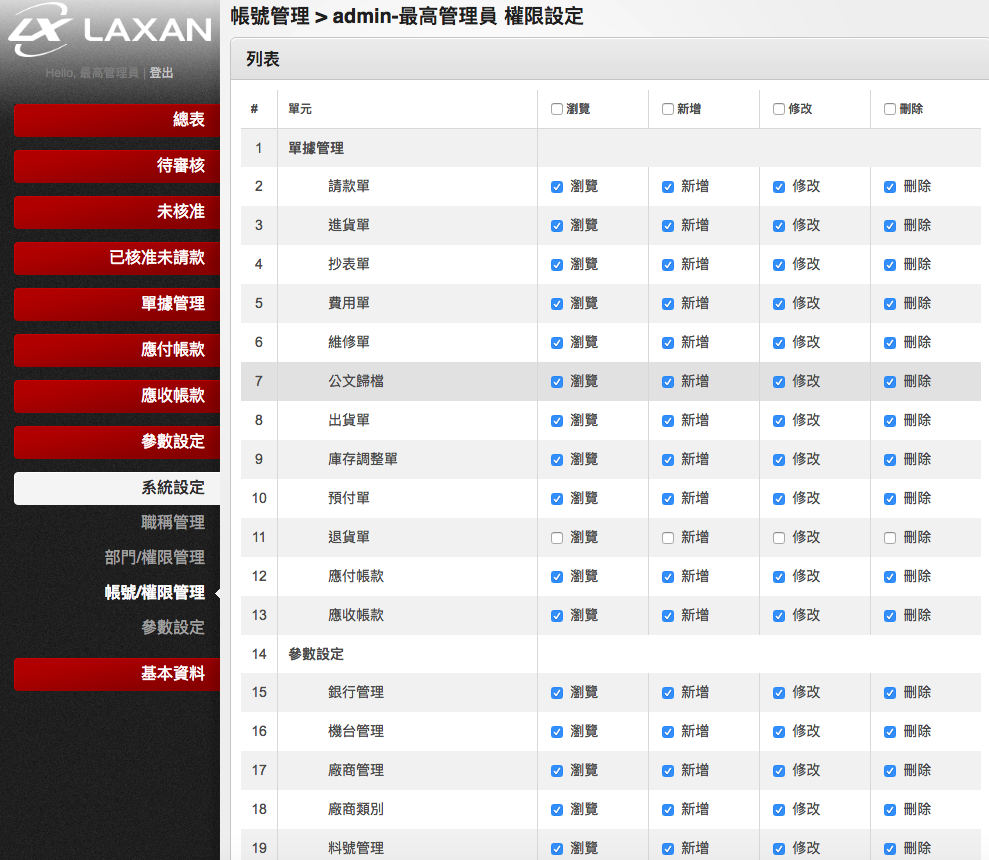 LAXAN
Hello, 最高管理員 | 登出
總表
待審核
未核准
已核准未請款
單據管理
應付帳款
應收帳款
參數設定
系統設定
職稱管理
部門/權限管理
帳號/權限管理
參數設定
基本資料
帳號管理 > admin-最高管理員 權限設定
列表
# 單元 瀏覽 新增 修改 刪除
1 單據管理
2 請款單 瀏覽 新增 修改 刪除
3 進貨單 瀏覽 新增 修改 刪除
4 抄表單 瀏覽 新增 修改 刪除
5 費用單 瀏覽 新增 修改 刪除
6 維修單 瀏覽 新增 修改 刪除
7 公文歸檔 瀏覽 新增 修改 刪除
8 出貨單 瀏覽 新增 修改 刪除
9 庫存調整單 瀏覽 新增 修改 刪除
10 預付單 瀏覽 新增 修改 刪除
11 退貨單 瀏覽 新增 修改 刪除
12 應付帳款 瀏覽 新增 修改 刪除
13 應收帳款 瀏覽 新增 修改 刪除
14 參數設定
15 銀行管理 瀏覽 新增 修改 刪除
16 機台管理 瀏覽 新增 修改 刪除
17 廠商管理 瀏覽 新增 修改 刪除
18 廠商類別 瀏覽 新增 修改 刪除
19 料號管理 瀏覽 新增 修改 刪除